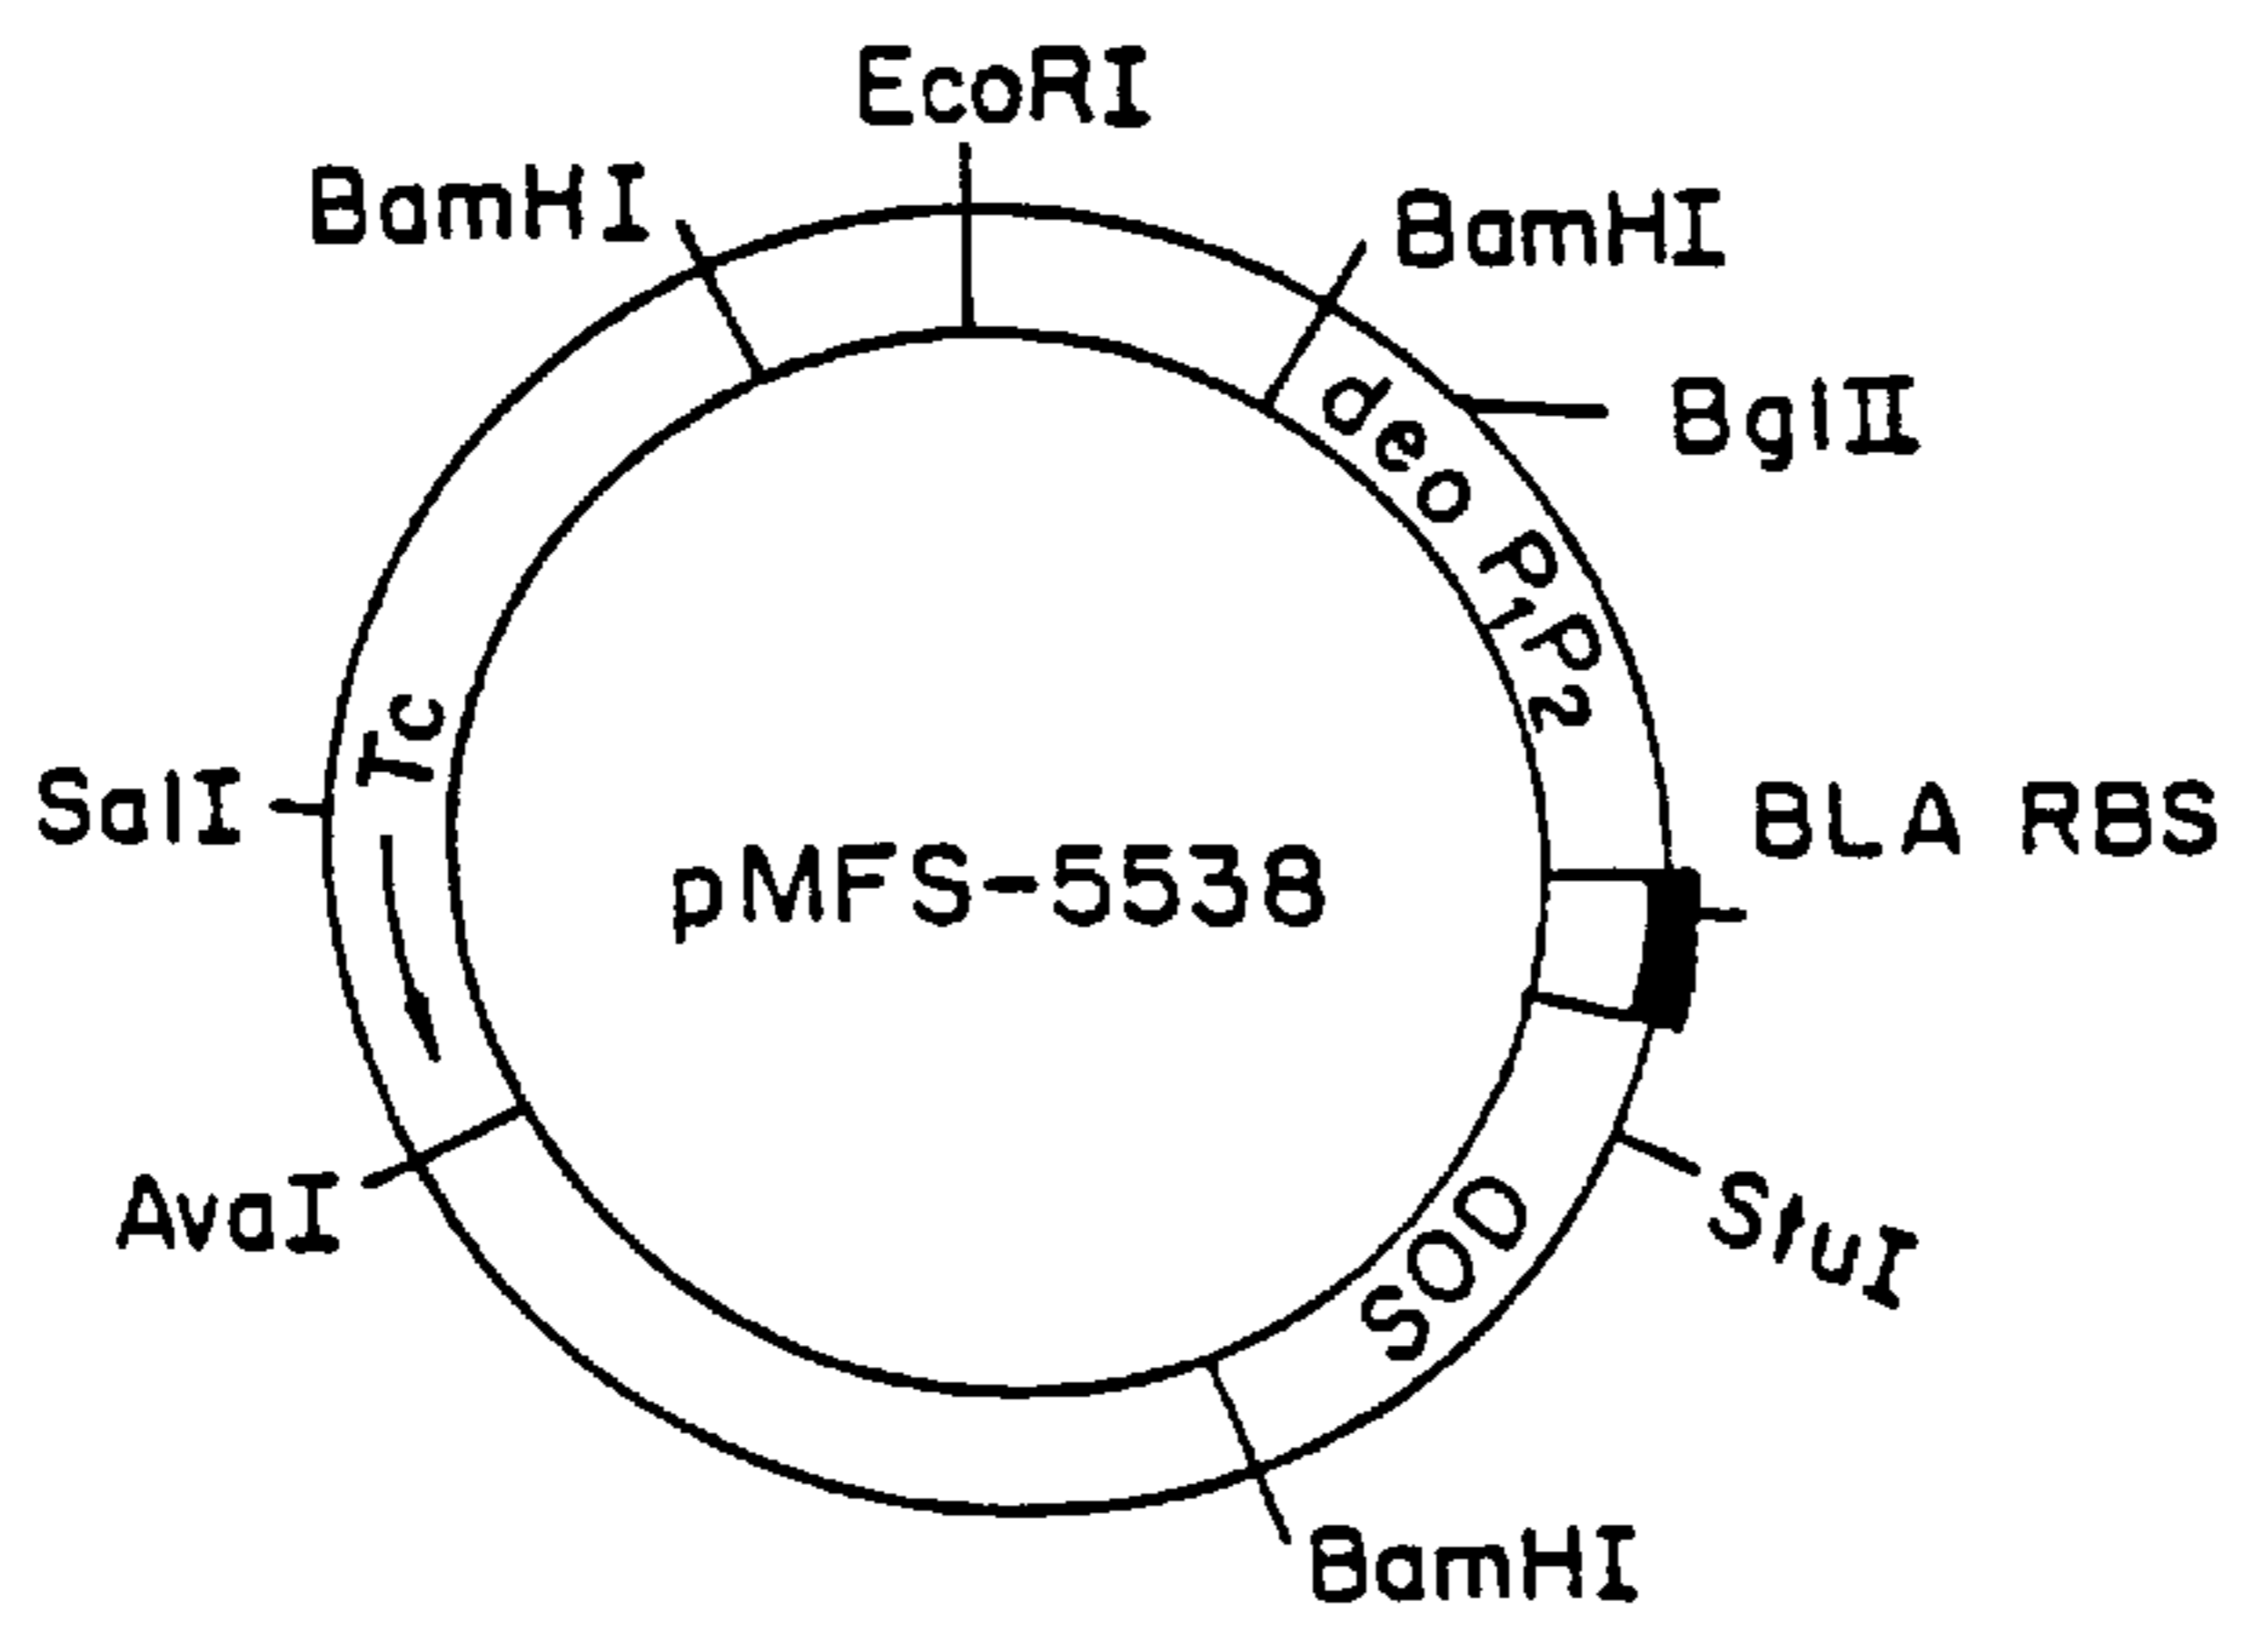 EcoRI
BamHI
BamHI
BglII
deo P1P2
Tc
SalI
BLA RBS
pMFS-5538
AvaI
StuI
SOD
BamHI